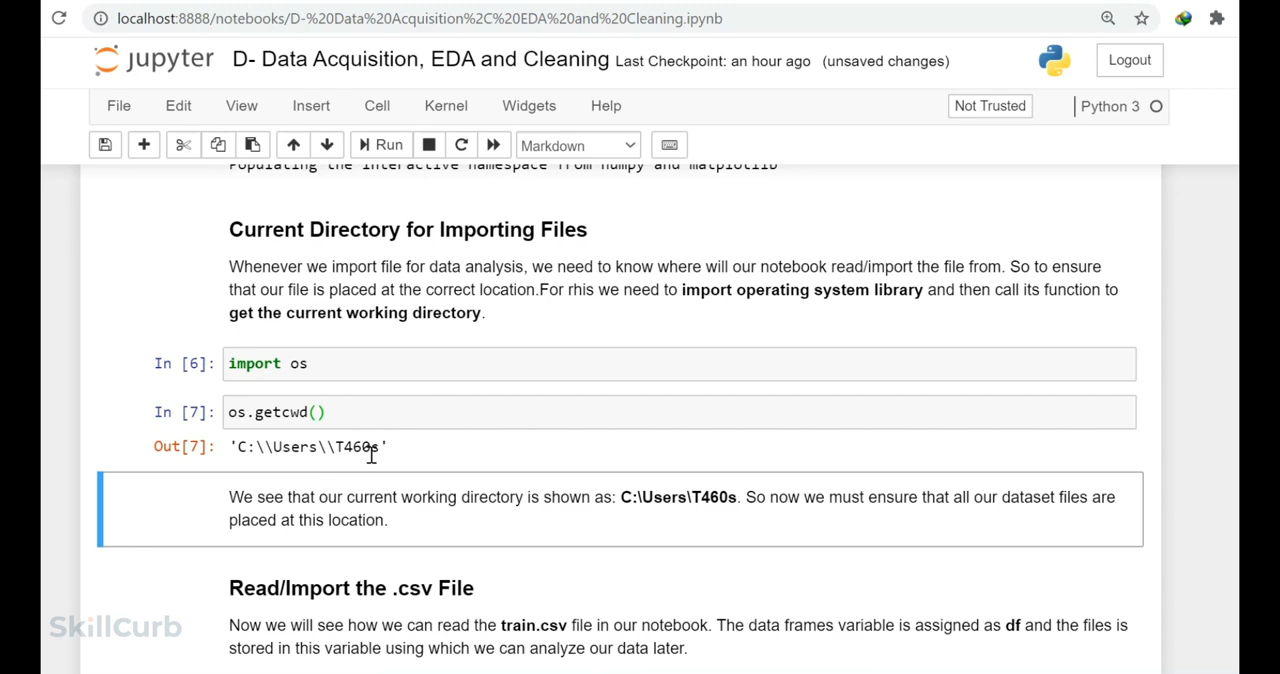 localhost:8888/notebooks/D-%20Data%20Acquisition%2C%20EDA%20and%20Cleaning.ipynb
jupyter D- Data Acquisition, EDA and Cleaning Last Checkpoint: an hour ago (unsaved changes) Logout
File Edit View Insert Cell Kernel Widgets Help Not Trusted Python 3
Run Markdown
Populating the interactive namespace from numpy and matplotlib
Current Directory for Importing Files
Whenever we import file for data analysis, we need to know where will our notebook read/import the file from. So to ensure
that our file is placed at the correct location.For rhis we need to import operating system library and then call its function to
get the current working directory.
In [6]: import os
In [7]: os.getcwd()
Out[7]: 'C:\\Users\\T460s'
We see that our current working directory is shown as: C:\Users\T460s. So now we must ensure that all our dataset files are
placed at this location.
Read/Import the .csv File
SkillCurb
Now we will see how we can read the train.csv file in our notebook. The data frames variable is assigned as df and the files is
stored in this variable using which we can analyze our data later.